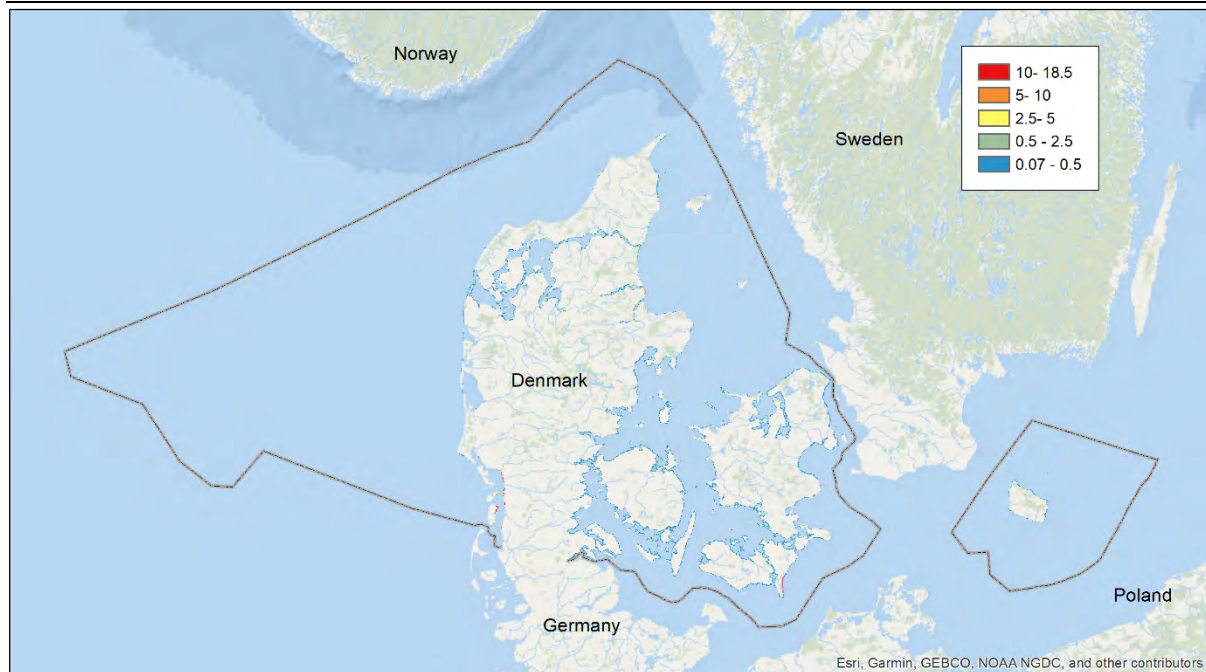 Norway
10- 18.5
5- 10
2.5- 5
0.5 - 2.5
0.07 - 0.5
Sweden
Denmark
Poland
Germany
Esri, Garmin, GEBCO, NOAA NGDC, and other contributors